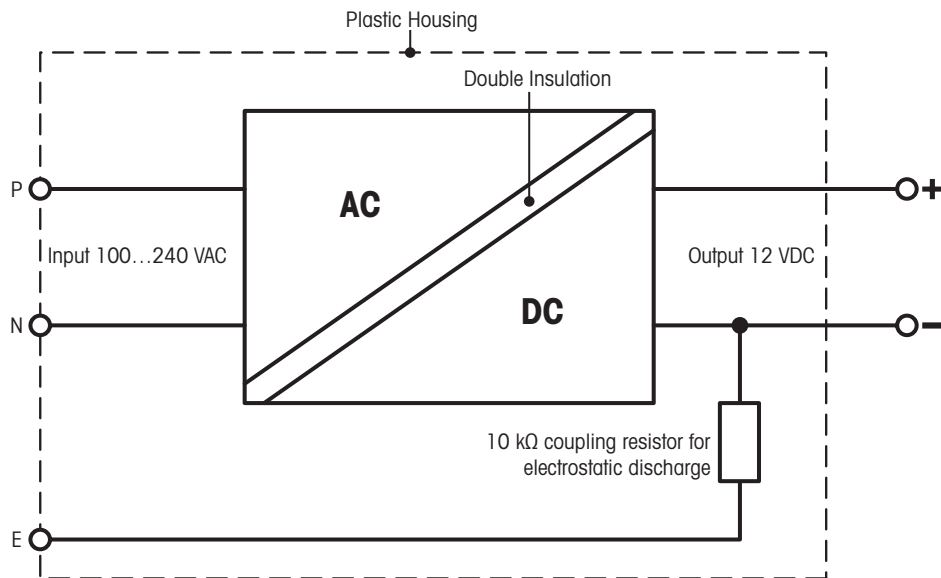 Plastic Housing
Double Insulation
P
AC
+
Input 100...240 VAC
Output 12 VDC
N
DC
–
10 kΩ coupling resistor for
electrostatic discharge
E